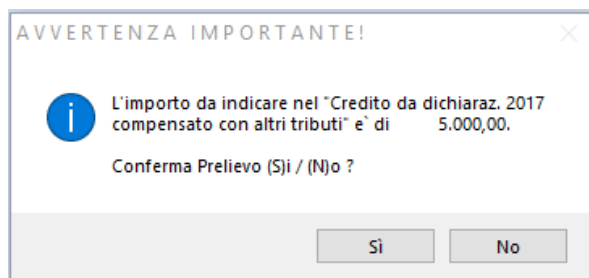 AVVERTENZA IMPORTANTE!
L'importo da indicare nel "Credito da dichiaraz. 2017
compensato con altri tributi" e` di 5.000,00.
Conferma Prelievo (S)i / (N)o ?
Sì
No